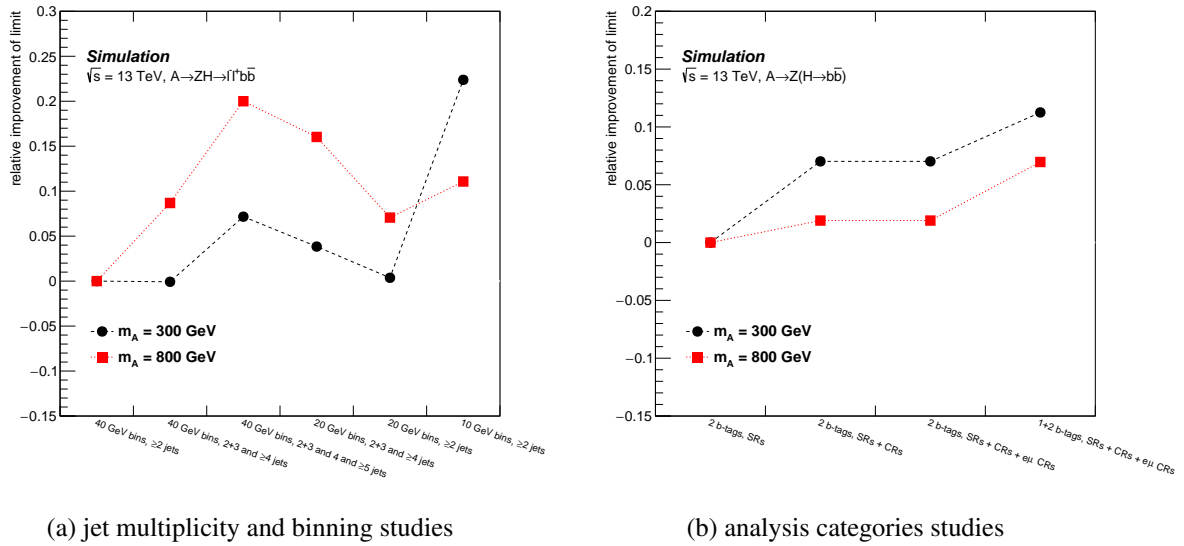 relative improvement of limit
0.3
0.25
0.2
0.15
0.1
0.05
0
−0.05
−0.1
−0.15
Simulation
√s = 13 TeV, A→ZH→l⁻l⁺bb̄
m_A = 300 GeV
m_A = 800 GeV
40 GeV bins, ≥2 jets
40 GeV bins, 2+3 and ≥4 jets
40 GeV bins, 2+3 and 4 and ≥5 jets
20 GeV bins, 2+3 and ≥4 jets
20 GeV bins, ≥2 jets
10 GeV bins, ≥2 jets
(a) jet multiplicity and binning studies
relative improvement of limit
0.2
0.15
0.1
0.05
0
−0.05
−0.1
−0.15
Simulation
√s = 13 TeV, A→Z(H→bb̄)
m_A = 300 GeV
m_A = 800 GeV
2 b-tags, SRs
2 b-tags, SRs + CRs
2 b-tags, SRs + CRs + eμ CRs
1+2 b-tags, SRs + CRs + eμ CRs
(b) analysis categories studies